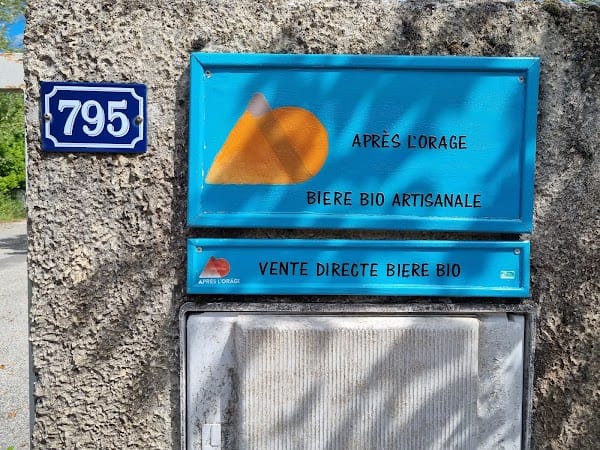 795
APRÈS L'ORAGE
BIERE BIO ARTISANALE
VENTE DIRECTE BIERE BIO
APRÈS L'ORAGE